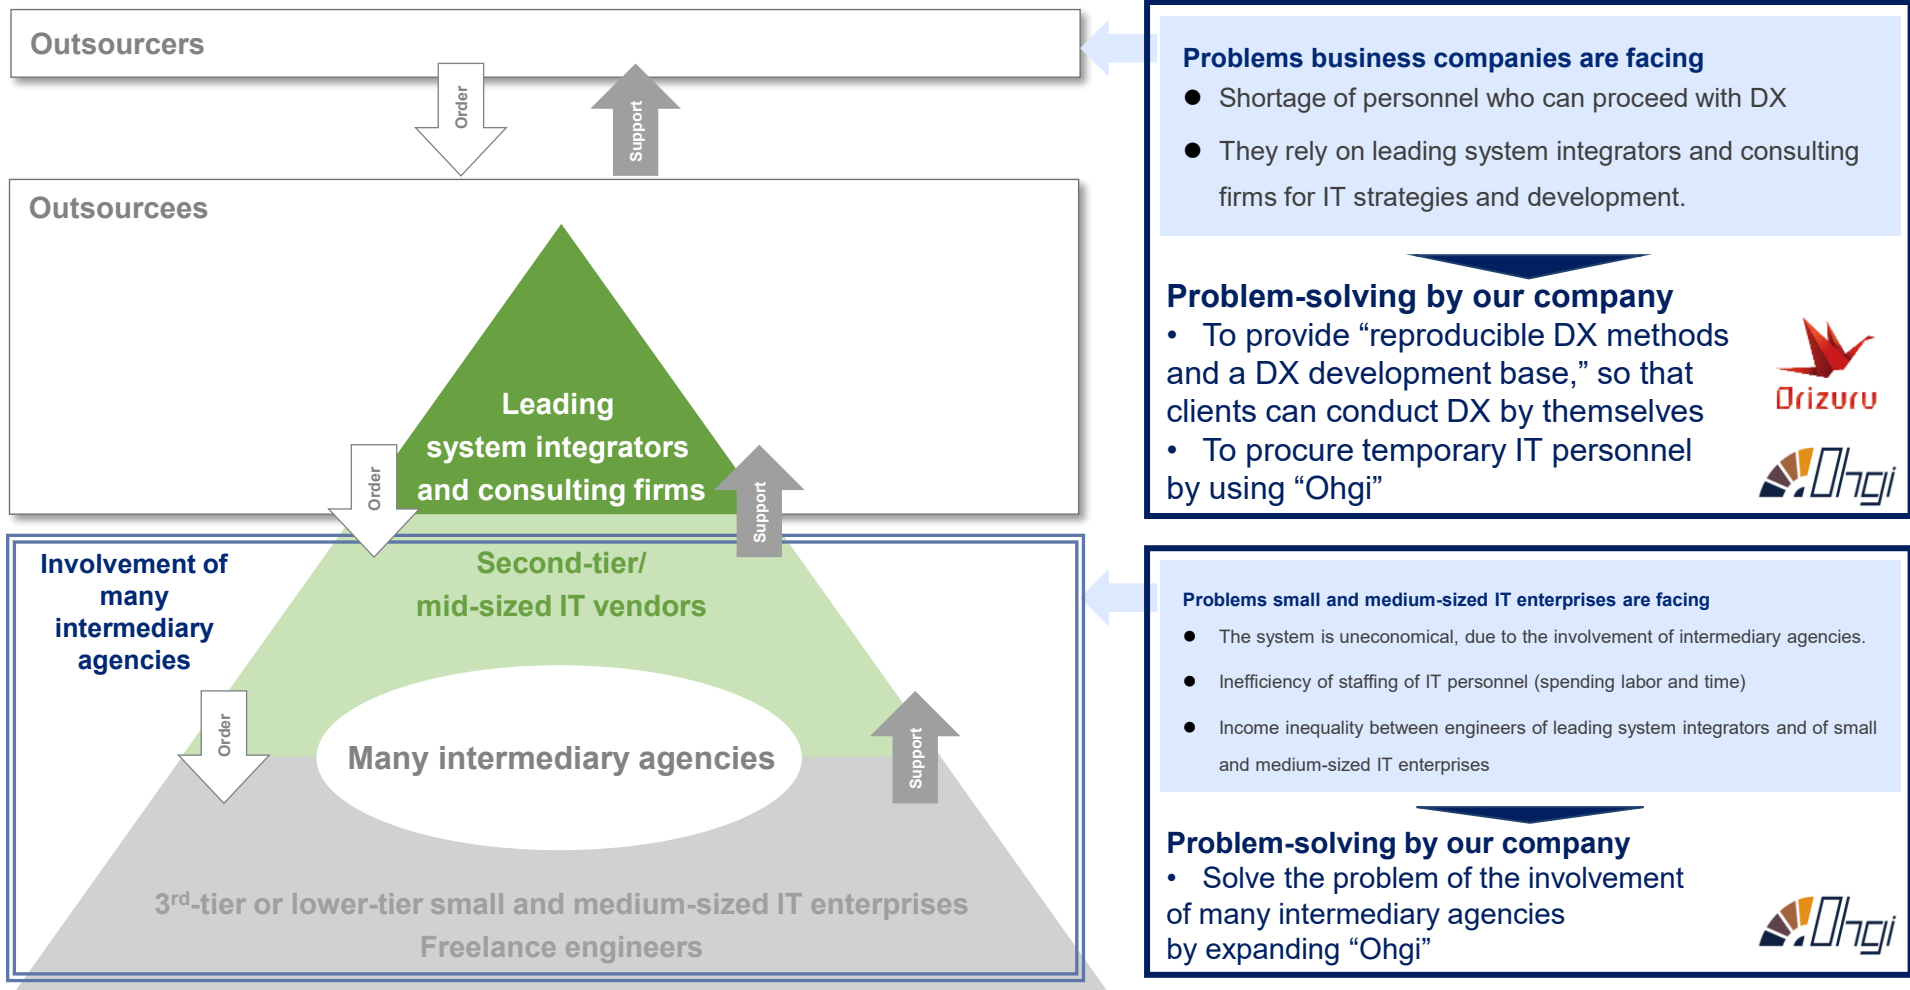 Outsourcers
Order
Support
Outsourcees
Leading
system integrators
and consulting firms
Order
Support
Involvement of
many
intermediary
agencies
Second-tier/
mid-sized IT vendors
Order
Support
Many intermediary agencies
3rd-tier or lower-tier small and medium-sized IT enterprises
Freelance engineers
Problems business companies are facing
● Shortage of personnel who can proceed with DX
● They rely on leading system integrators and consulting
firms for IT strategies and development.
Problem-solving by our company
• To provide “reproducible DX methods
and a DX development base,” so that
clients can conduct DX by themselves
• To procure temporary IT personnel
by using “Ohgi”
Orizuru
Ohgi
Problems small and medium-sized IT enterprises are facing
● The system is uneconomical, due to the involvement of intermediary agencies.
● Inefficiency of staffing of IT personnel (spending labor and time)
● Income inequality between engineers of leading system integrators and of small
and medium-sized IT enterprises
Problem-solving by our company
• Solve the problem of the involvement
of many intermediary agencies
by expanding “Ohgi”
Ohgi